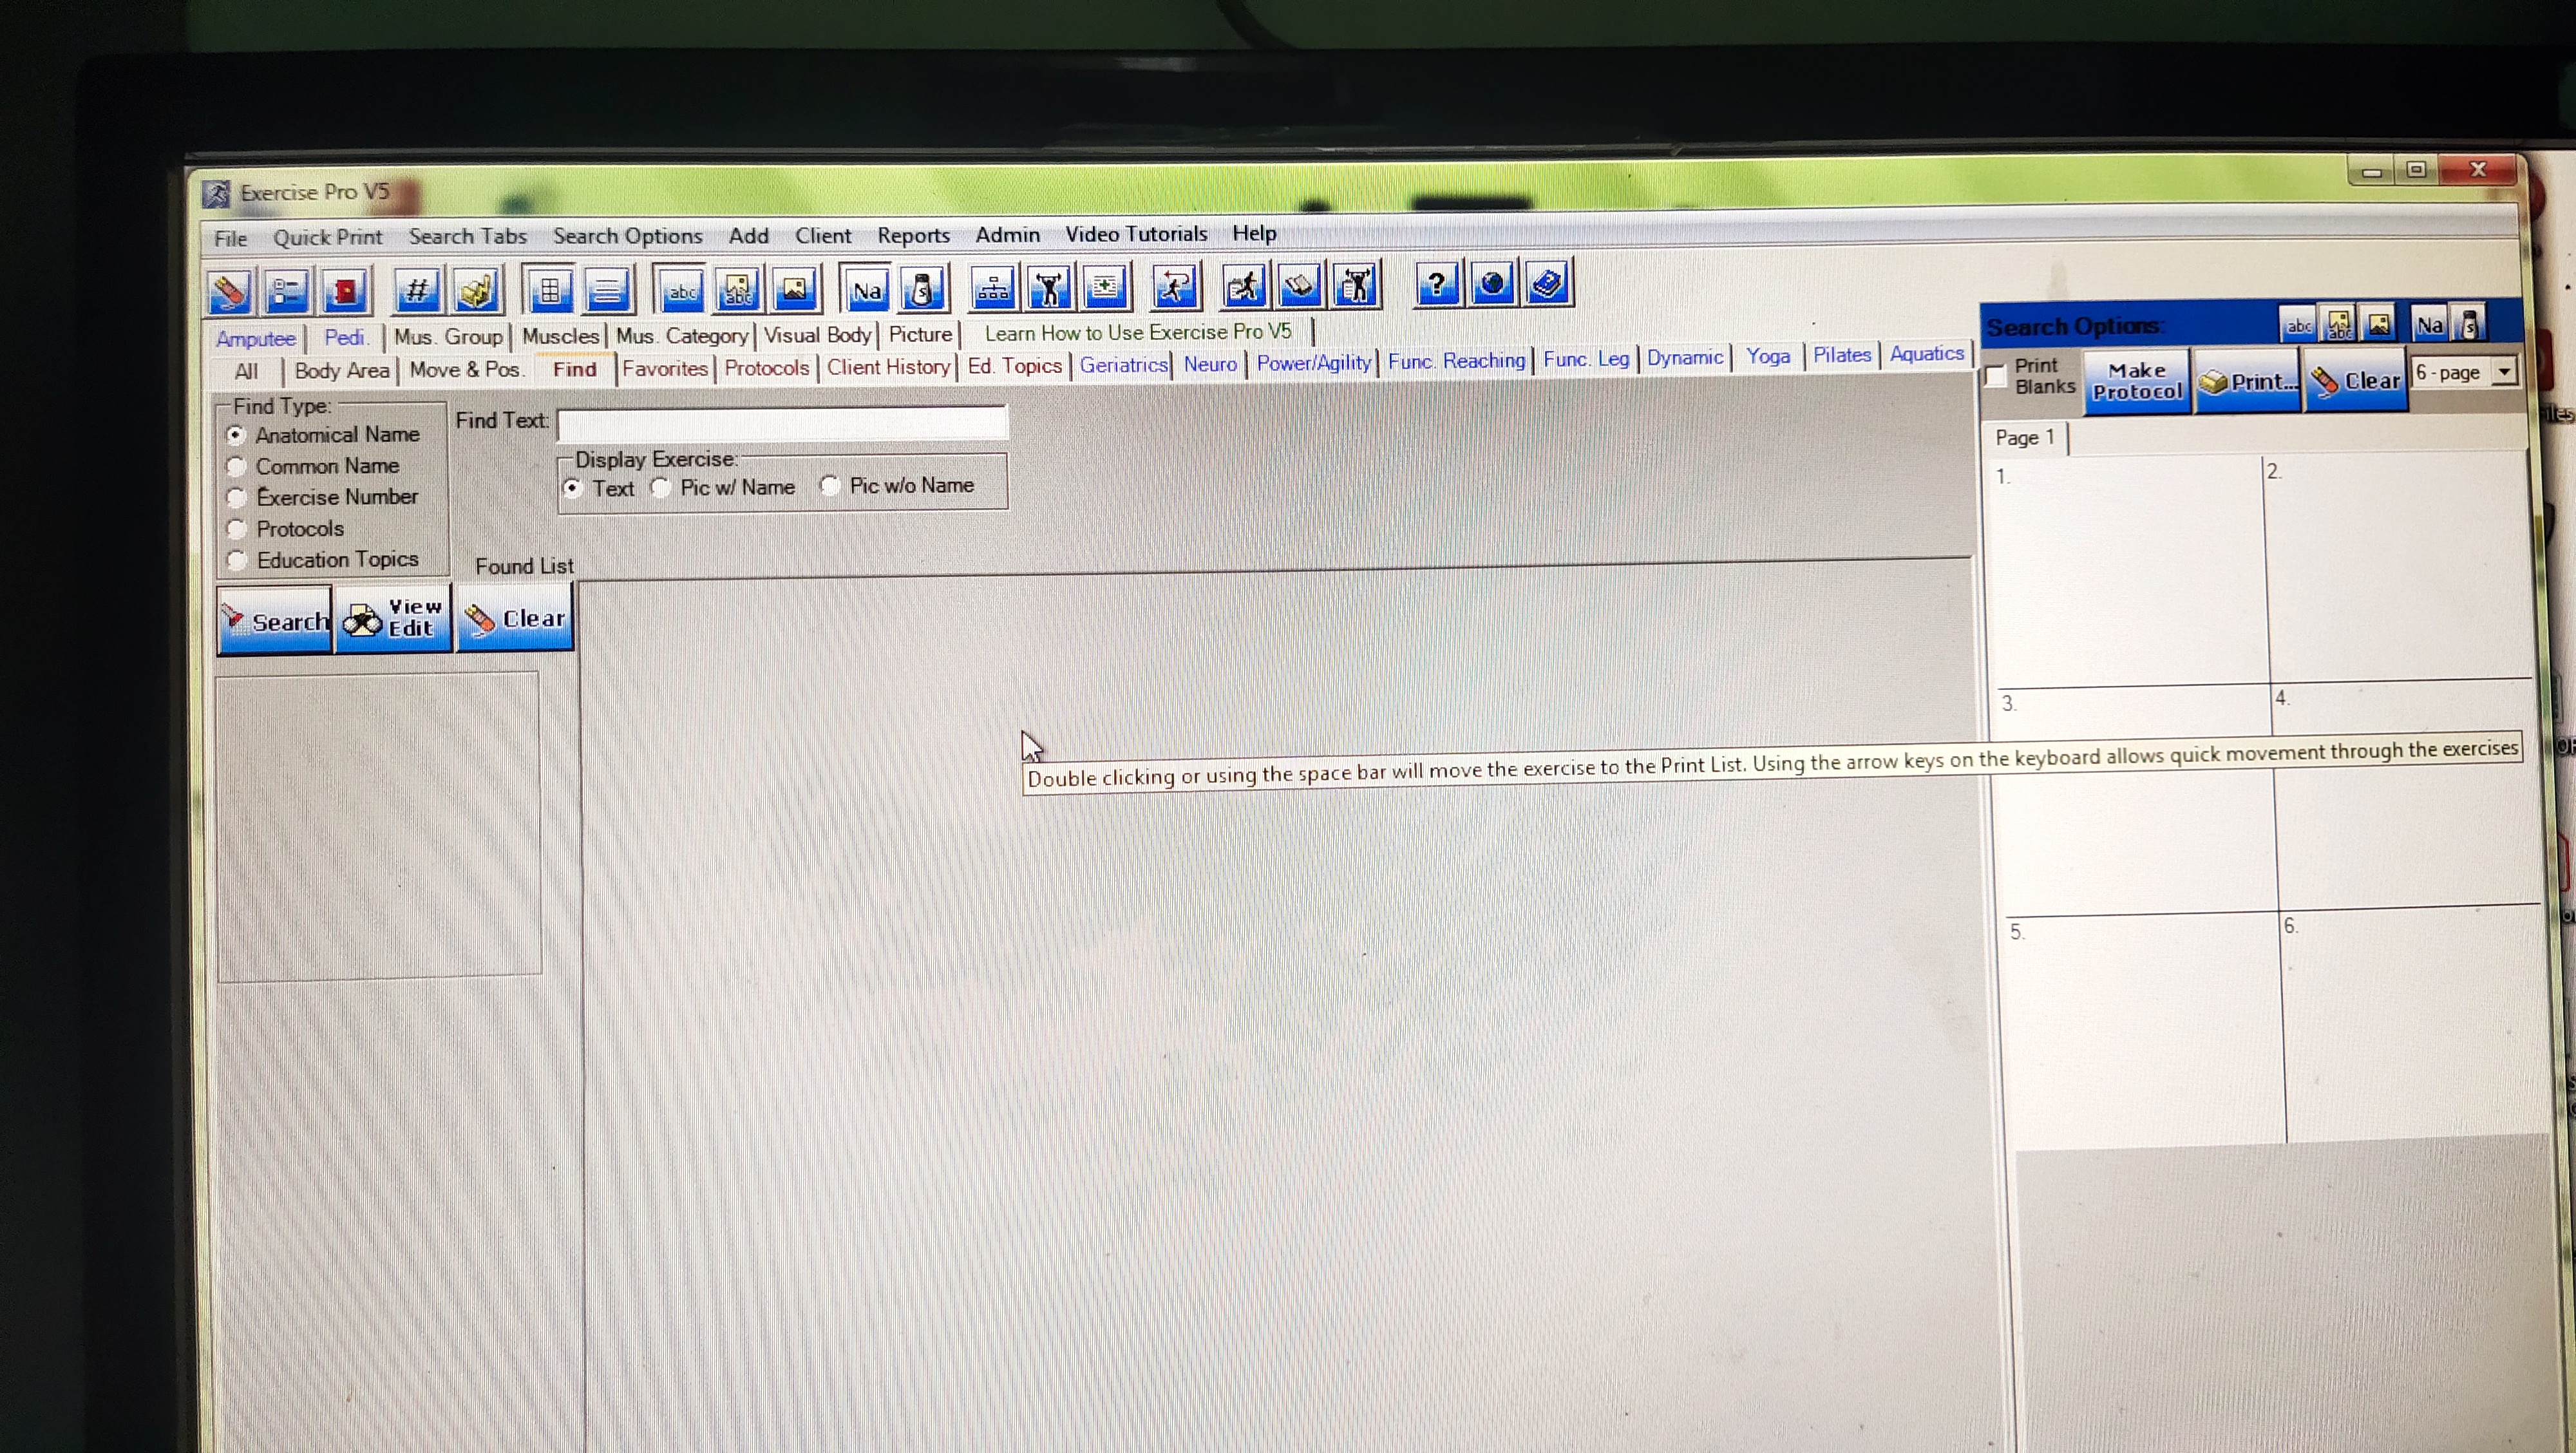 Exercise Pro V5
File Quick Print Search Tabs Search Options Add Client Reports Admin Video Tutorials Help
# abc abc Na s ?
Amputee Pedi. Mus. Group Muscles Mus. Category Visual Body Picture Learn How to Use Exercise Pro V5
All Body Area Move & Pos. Find Favorites Protocols Client History Ed. Topics Geriatrics Neuro Power/Agility Func. Reaching Func. Leg Dynamic Yoga Pilates Aquatics
Find Type:
Anatomical Name
Common Name
Exercise Number
Protocols
Education Topics
Find Text:
Display Exercise:
Text Pic w/ Name Pic w/o Name
Found List
Search
View
Edit
Clear
Double clicking or using the space bar will move the exercise to the Print List. Using the arrow keys on the keyboard allows quick movement through the exercises
Search Options:
abc abc Na s
Print
Blanks
Make
Protocol
Print...
Clear
6 - page
Page 1
1. 2.
3. 4.
5. 6.